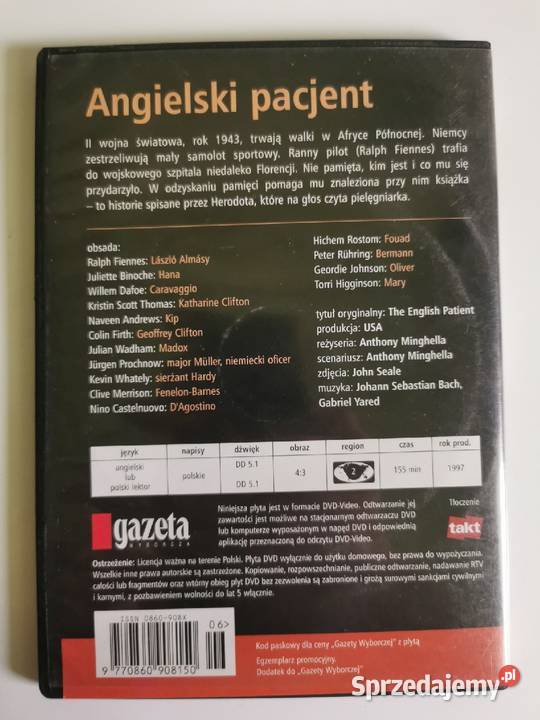 Angielski pacjent
II wojna światowa, rok 1943, trwają walki w Afryce Północnej. Niemcy
zestrzeliwują mały samolot sportowy. Ranny pilot (Ralph Fiennes) trafia
do wojskowego szpitala niedaleko Florencji. Nie pamięta, kim jest i co mu się
przydarzyło. W odzyskaniu pamięci pomaga mu znaleziona przy nim książka
– to historie spisane przez Herodota, które na głos czyta pielęgniarka.
obsada:
Ralph Fiennes: László Almásy
Juliette Binoche: Hana
Willem Dafoe: Caravaggio
Kristin Scott Thomas: Katharine Clifton
Naveen Andrews: Kip
Colin Firth: Geoffrey Clifton
Julian Wadham: Madox
Jürgen Prochnow: major Müller, niemiecki oficer
Kevin Whately: sierżant Hardy
Clive Merrison: Fenelon-Barnes
Nino Castelnuovo: D'Agostino
Hichem Rostom: Fouad
Peter Rühring: Bermann
Geordie Johnson: Oliver
Torri Higginson: Mary
tytuł oryginalny: The English Patient
produkcja: USA
reżyseria: Anthony Minghella
scenariusz: Anthony Minghella
zdjęcia: John Seale
muzyka: Johann Sebastian Bach,
Gabriel Yared
język napisy dźwięk obraz region czas rok prod.
angielski
lub
polski lektor
polskie
DD 5.1
DD 5.1
4:3
2
155 min
1997
gazeta
WYBORCZA
Niniejsza płyta jest w formacie DVD-Video. Odtwarzanie jej
zawartości jest możliwe na stacjonarnym odtwarzaczu DVD
lub komputerze wyposażonym w napęd DVD i odpowiednią
aplikację przeznaczoną do odczytu DVD-Video.
Tłoczenie
takt
Ostrzeżenie: Licencja ważna na terenie Polski. Płyta DVD wyłącznie do użytku domowego, bez prawa do wypożyczania.
Wszelkie inne prawa autorskie są zastrzeżone. Kopiowanie, rozpowszechnianie, publiczne odtwarzanie, nadawanie RTV
całości lub fragmentów oraz wtórny obieg płyt DVD bez zezwolenia są zabronione i grożą surowymi sankcjami cywilnymi
i karnymi, z pozbawieniem wolności do lat 5 włącznie.
ISSN 0860-908X
06>
9 770860 908150
Kod paskowy dla ceny „Gazety Wyborczej" z płytą
Egzemplarz promocyjny.
Dodatek do „Gazety Wyborczej"
Sprzedajemy.pl